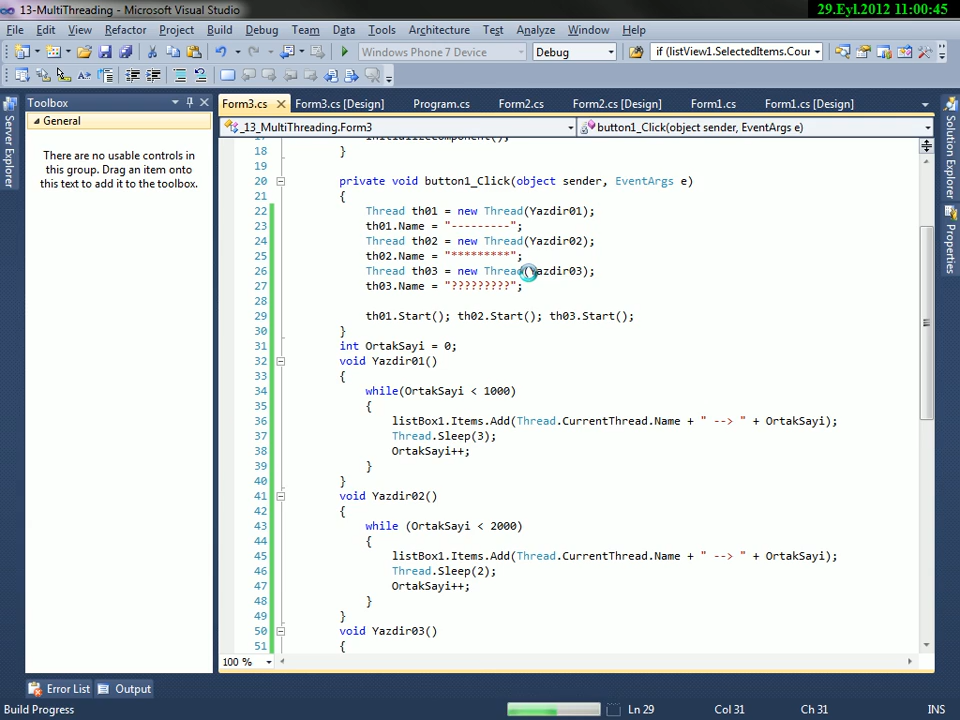 13-MultiThreading - Microsoft Visual Studio
29.Eyl.2012 11:00:45
File Edit View Refactor Project Build Debug Team Data Tools Architecture Test Analyze Window Help
Windows Phone 7 Device Debug if (listView1.SelectedItems.Cour
Toolbox
Form3.cs Form3.cs [Design] Program.cs Form2.cs Form2.cs [Design] Form1.cs Form1.cs [Design]
General
_13_MultiThreading.Form3 button1_Click(object sender, EventArgs e)
There are no usable controls in
this group. Drag an item onto
this text to add it to the toolbox.
Server Explorer
Solution Explorer
Properties
17 InitializeComponent();
18 }
19
20 private void button1_Click(object sender, EventArgs e)
21 {
22 Thread th01 = new Thread(Yazdir01);
23 th01.Name = "---------";
24 Thread th02 = new Thread(Yazdir02);
25 th02.Name = "*********";
26 Thread th03 = new Thread(Yazdir03);
27 th03.Name = "?????????";
28
29 th01.Start(); th02.Start(); th03.Start();
30 }
31 int OrtakSayi = 0;
32 void Yazdir01()
33 {
34 while(OrtakSayi < 1000)
35 {
36 listBox1.Items.Add(Thread.CurrentThread.Name + " --> " + OrtakSayi);
37 Thread.Sleep(3);
38 OrtakSayi++;
39 }
40 }
41 void Yazdir02()
42 {
43 while (OrtakSayi < 2000)
44 {
45 listBox1.Items.Add(Thread.CurrentThread.Name + " --> " + OrtakSayi);
46 Thread.Sleep(2);
47 OrtakSayi++;
48 }
49 }
50 void Yazdir03()
51 {
100 %
Error List Output
Build Progress Ln 29 Col 31 Ch 31 INS